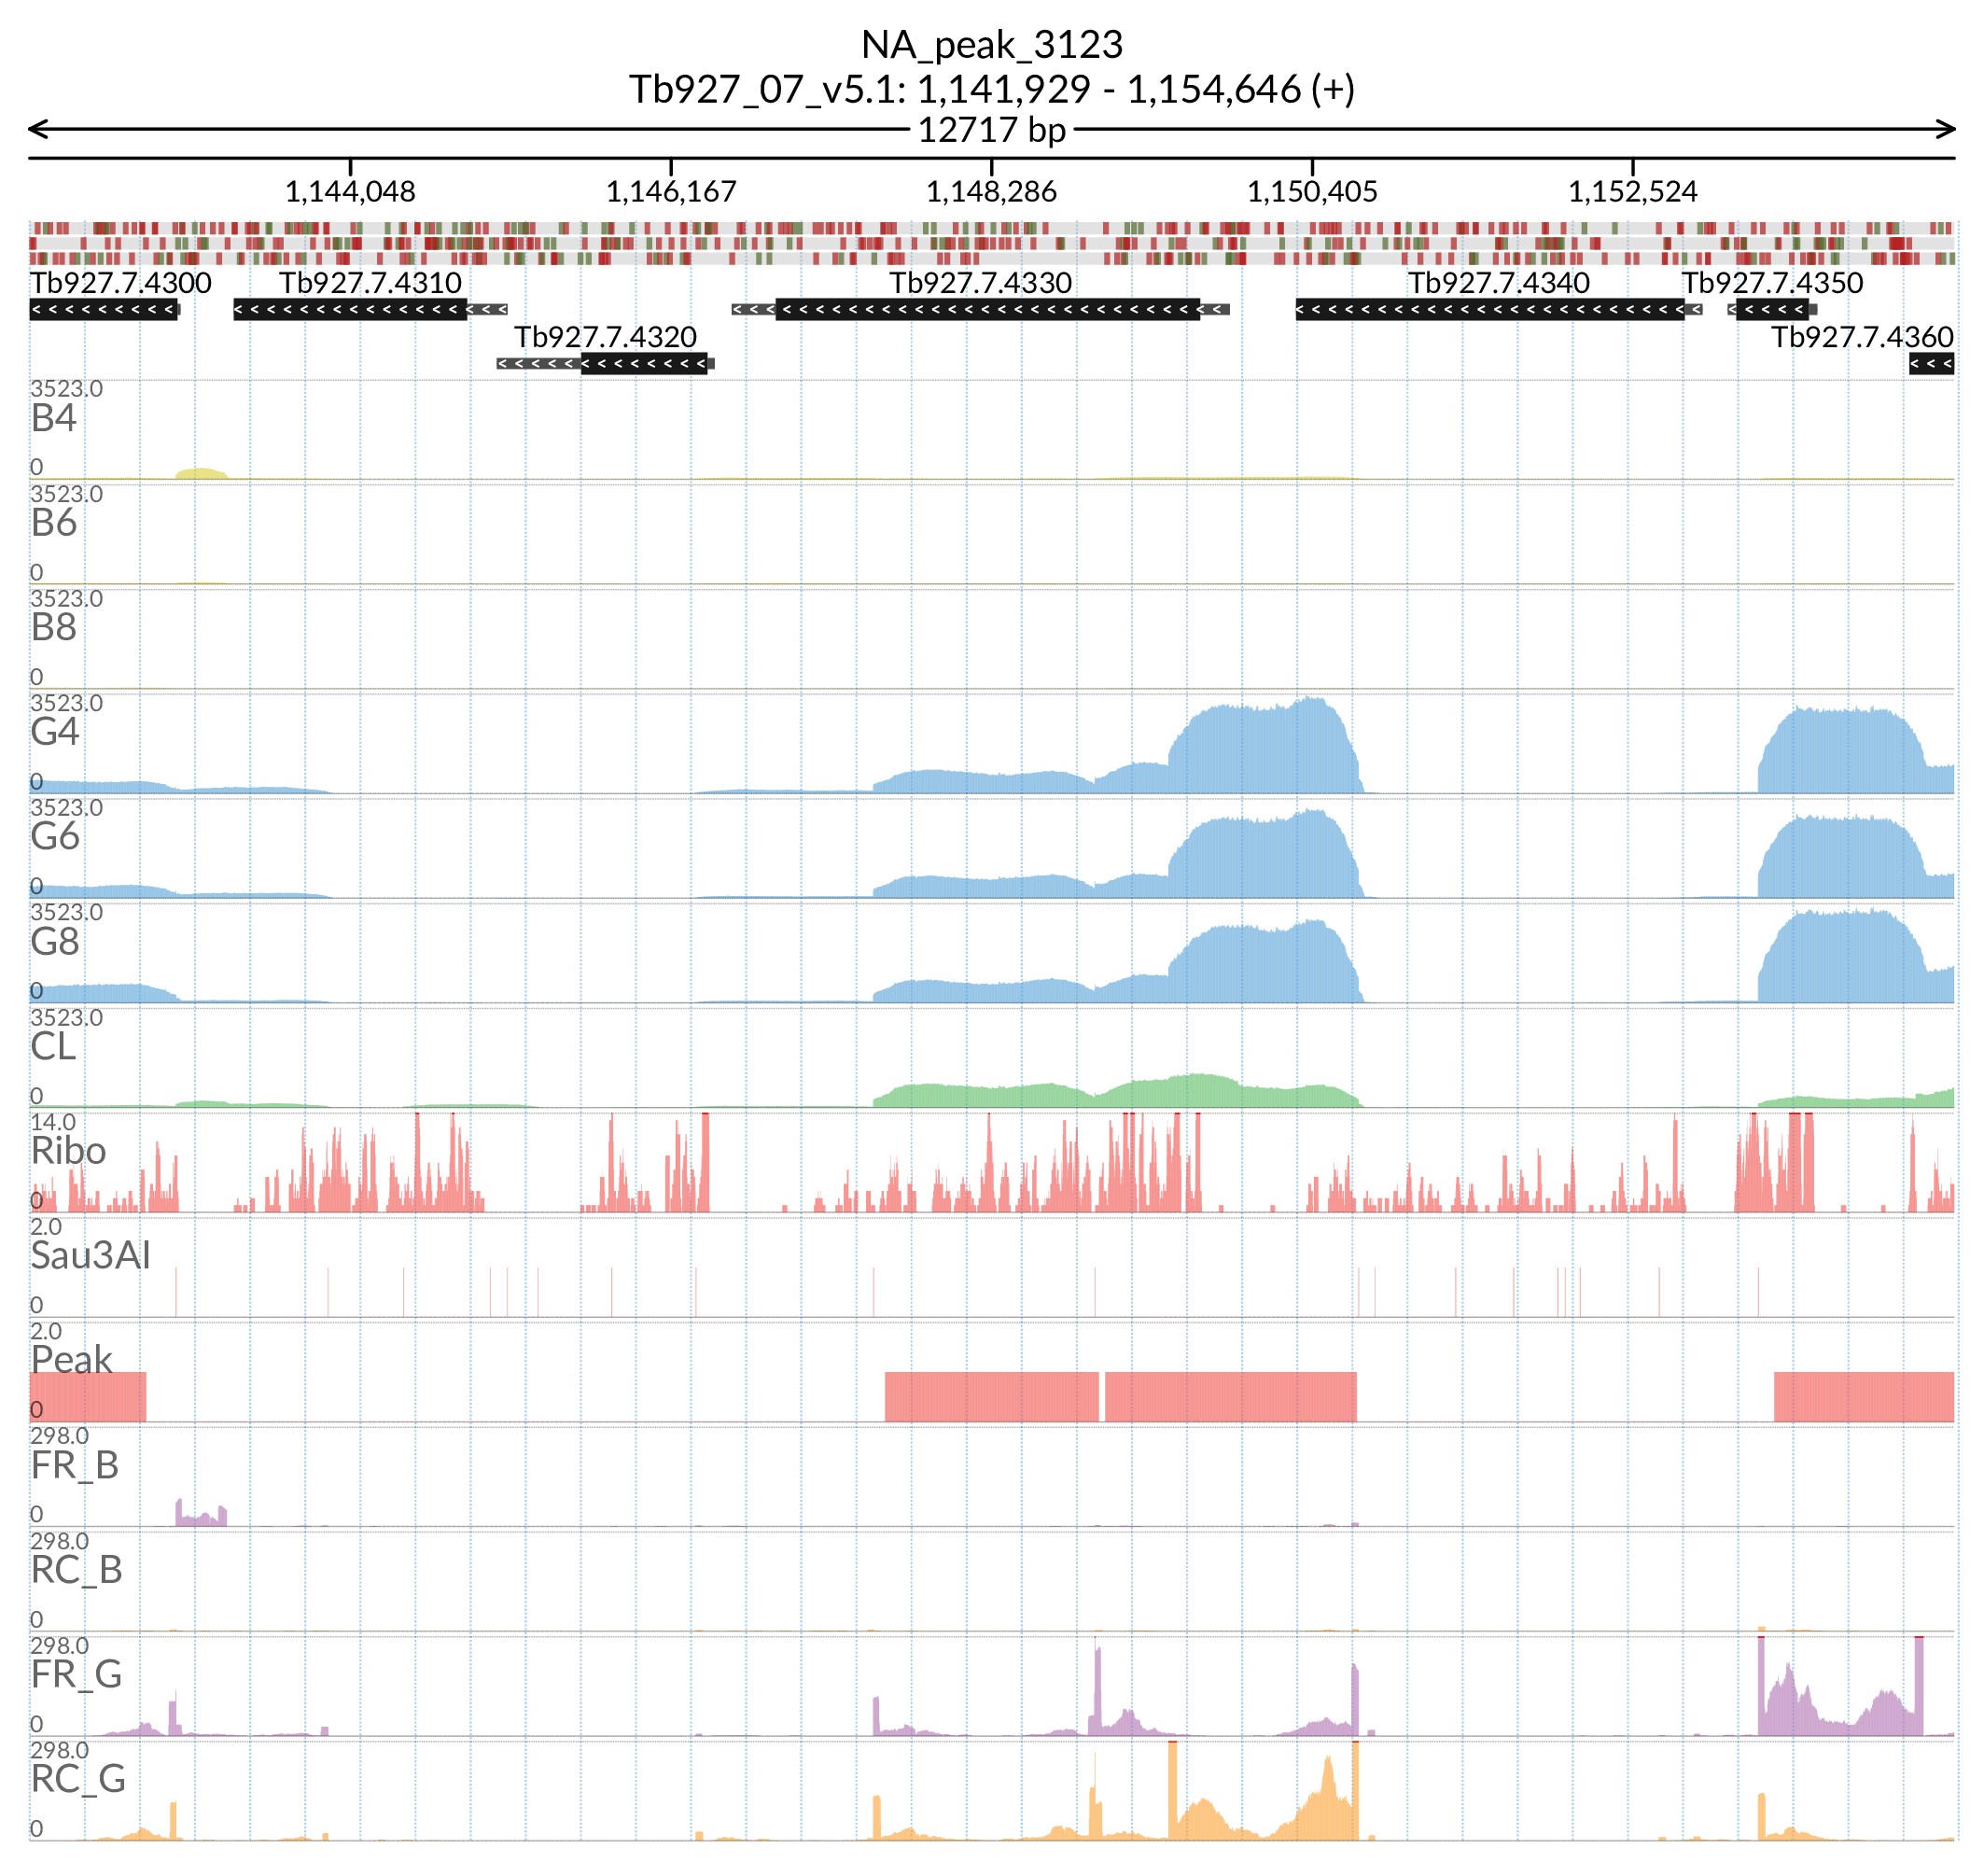 NA_peak_3123
Tb927_07_v5.1: 1,141,929 - 1,154,646 (+)
12717 bp
1,144,048 1,146,167 1,148,286 1,150,405 1,152,524
Tb927.7.4300 Tb927.7.4310 Tb927.7.4330 Tb927.7.4340 Tb927.7.4350
Tb927.7.4320 Tb927.7.4360
3523.0
B4
0
3523.0
B6
0
3523.0
B8
0
3523.0
G4
0
3523.0
G6
0
3523.0
G8
0
3523.0
CL
0
14.0
Ribo
0
2.0
Sau3AI
0
2.0
Peak
0
298.0
FR_B
0
298.0
RC_B
0
298.0
FR_G
0
298.0
RC_G
0